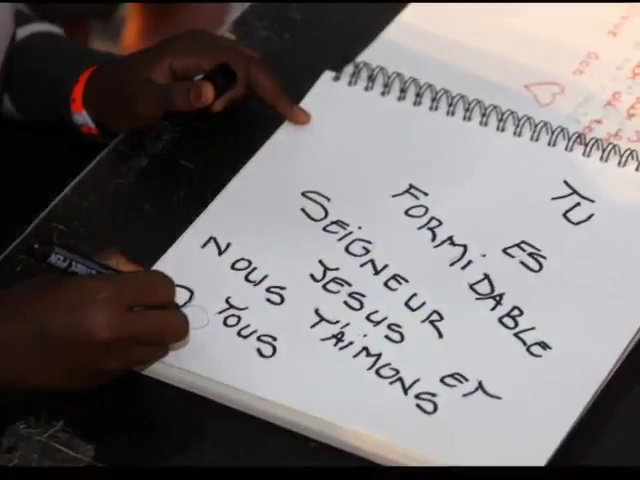 TU
ES
FORMiDABLE
SEiGNEUR
JESUS ET
NOUS T'AiMONS
TOUS